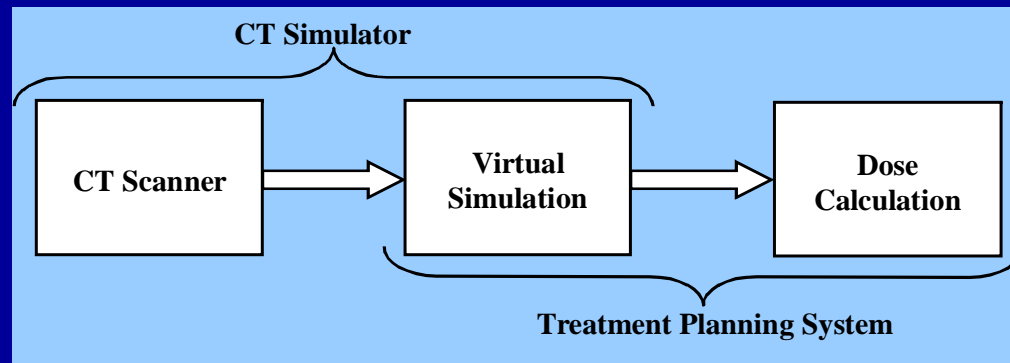 CT Simulator
CT Scanner
Virtual
Simulation
Dose
Calculation
Treatment Planning System